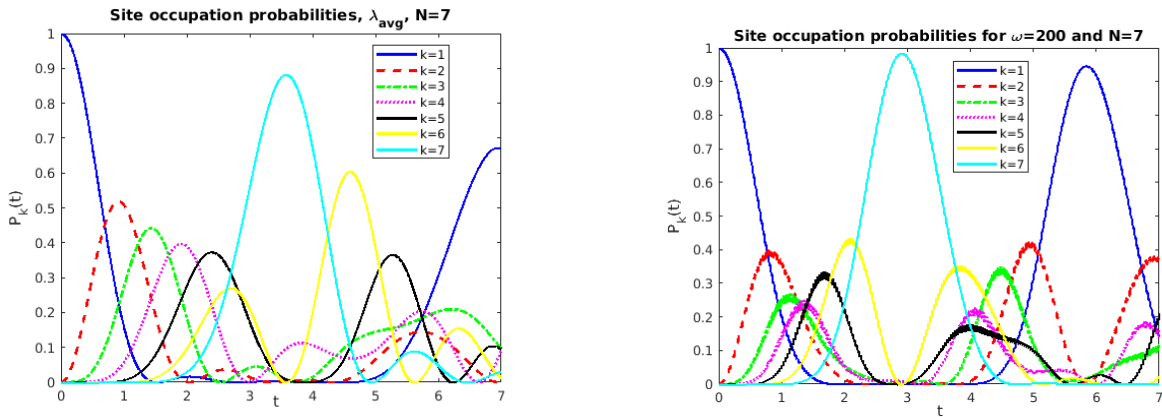 Site occupation probabilities, λavg, N=7
1
0.9
0.8
0.7
0.6
0.5
0.4
0.3
0.2
0.1
0
Pk(t)
k=1
k=2
k=3
k=4
k=5
k=6
k=7
0 1 2 3 4 5 6 7
t
Site occupation probabilities for ω=200 and N=7
1
0.9
0.8
0.7
0.6
0.5
0.4
0.3
0.2
0.1
0
Pk(t)
k=1
k=2
k=3
k=4
k=5
k=6
k=7
0 1 2 3 4 5 6 7
t